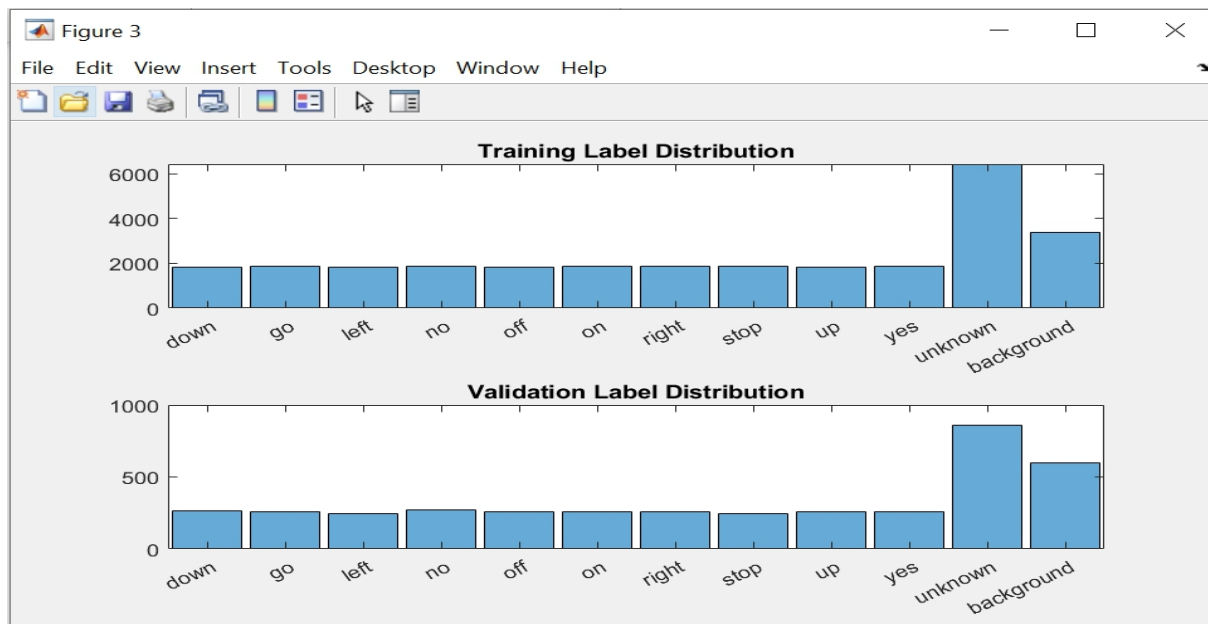 Figure 3
File Edit View Insert Tools Desktop Window Help
Training Label Distribution
6000
4000
2000
0
down go left no off on right stop up yes unknown background
Validation Label Distribution
1000
500
0
down go left no off on right stop up yes unknown background